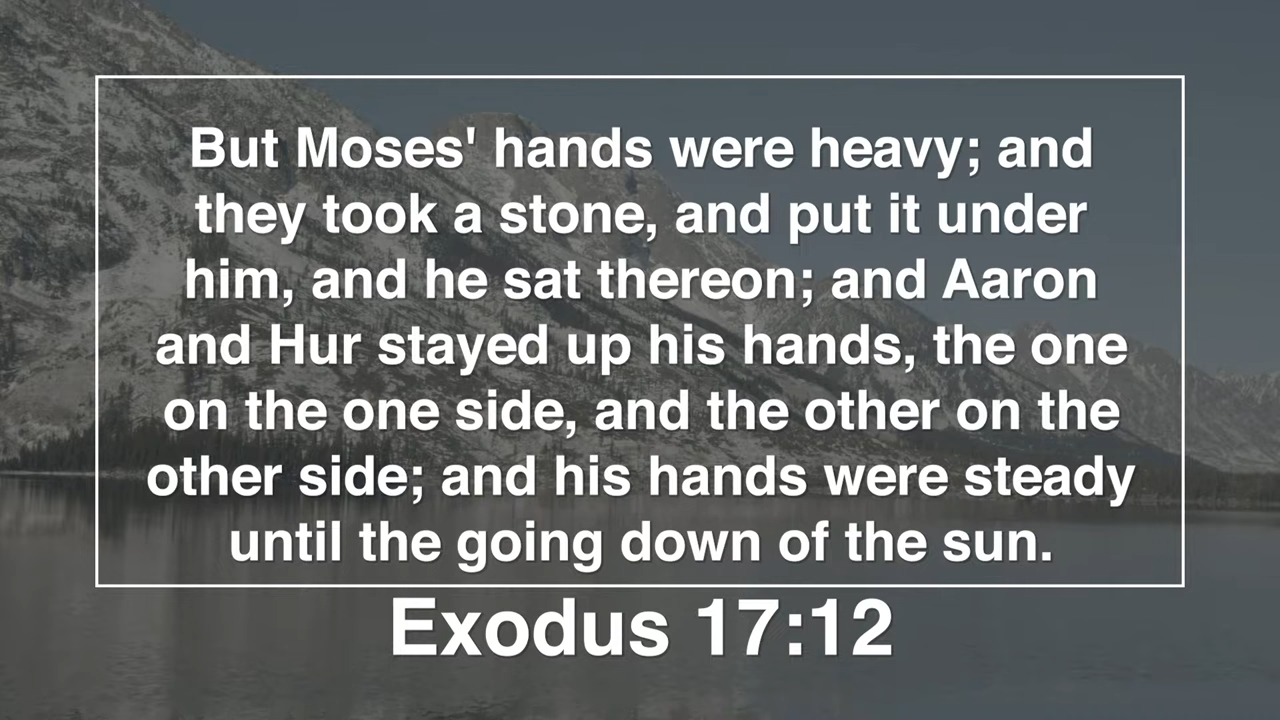 But Moses' hands were heavy; and
they took a stone, and put it under
him, and he sat thereon; and Aaron
and Hur stayed up his hands, the one
on the one side, and the other on the
other side; and his hands were steady
until the going down of the sun.
Exodus 17:12